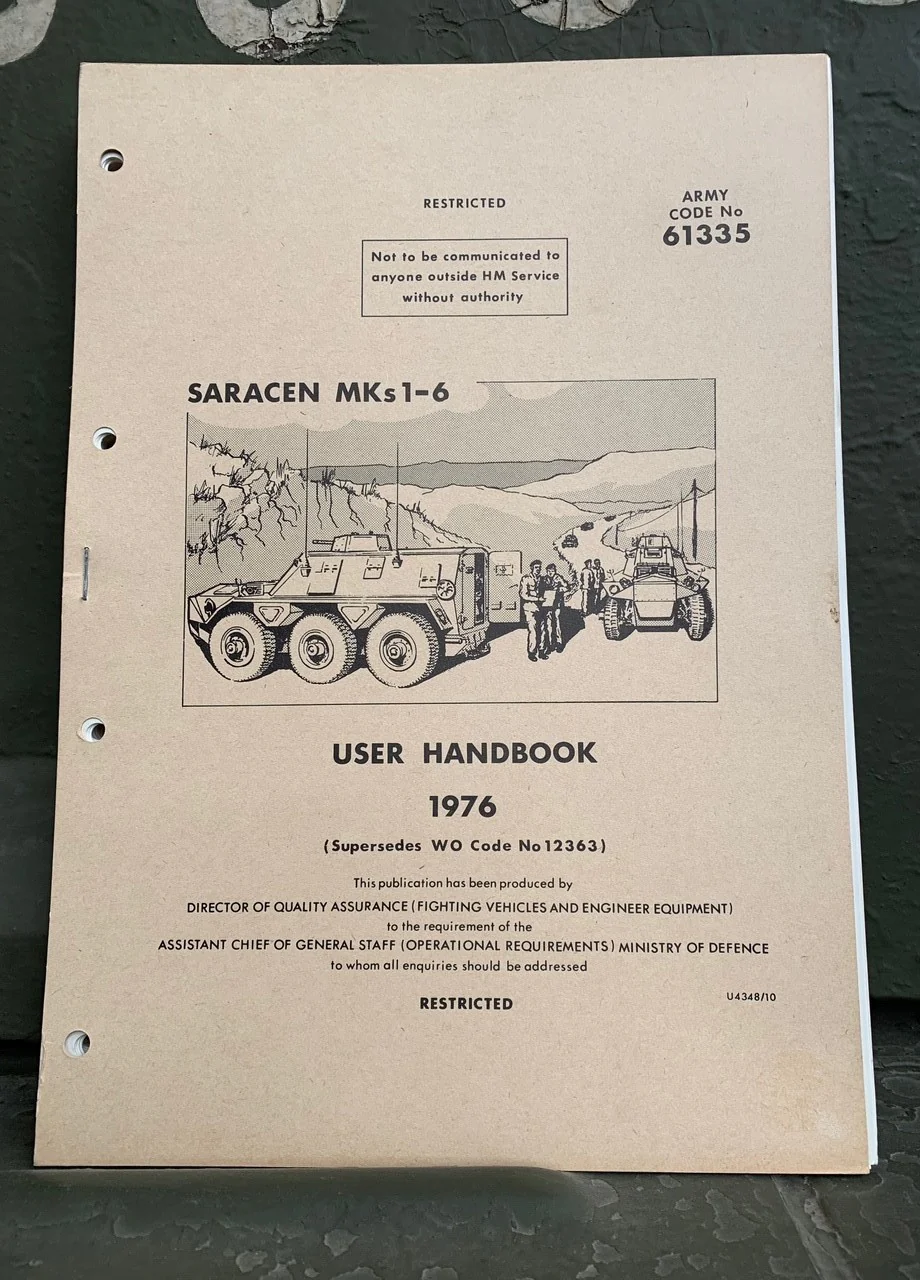 RESTRICTED
ARMY
CODE No
61335
Not to be communicated to
anyone outside HM Service
without authority
SARACEN MKs 1-6
USER HANDBOOK
1976
(Supersedes WO Code No 12363)
This publication has been produced by
DIRECTOR OF QUALITY ASSURANCE (FIGHTING VEHICLES AND ENGINEER EQUIPMENT)
to the requirement of the
ASSISTANT CHIEF OF GENERAL STAFF (OPERATIONAL REQUIREMENTS) MINISTRY OF DEFENCE
to whom all enquiries should be addressed
U4348/10
RESTRICTED